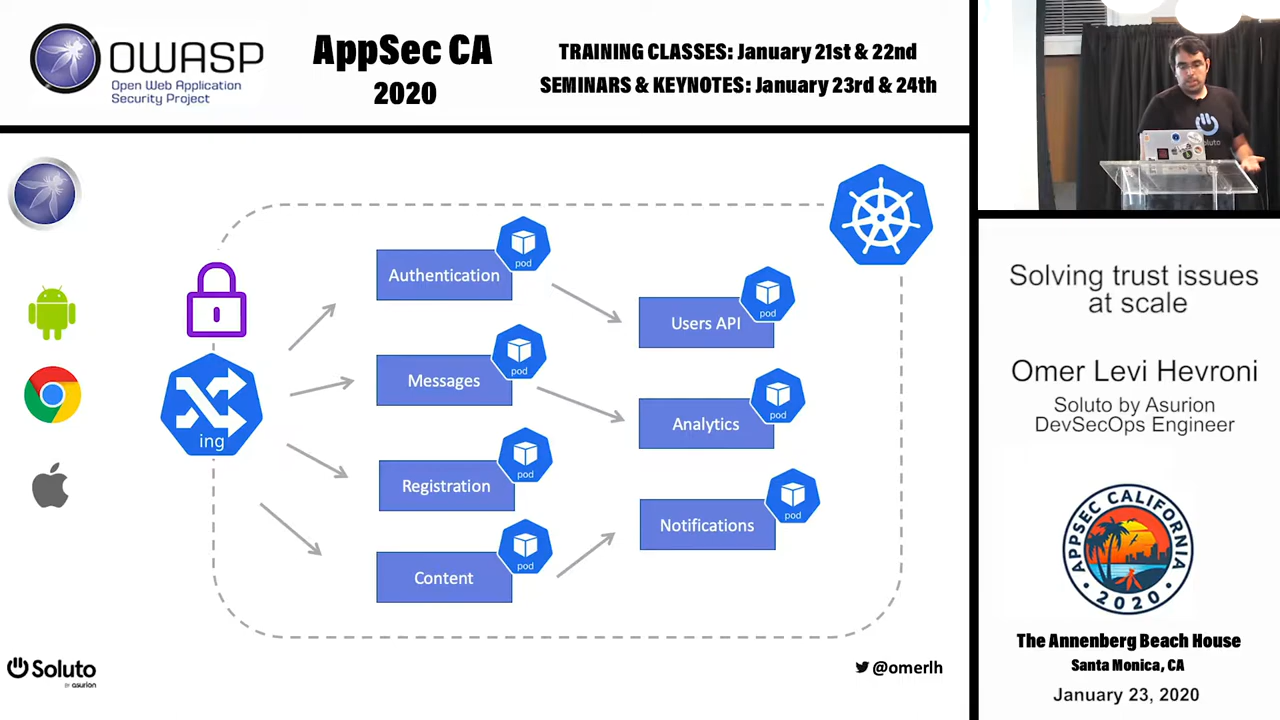 OWASP
Open Web Application
Security Project
AppSec CA
2020
TRAINING CLASSES: January 21st & 22nd
SEMINARS & KEYNOTES: January 23rd & 24th
Authentication
pod
Messages
pod
Registration
pod
Content
pod
Users API
pod
Analytics
pod
Notifications
pod
ing
Soluto
BY asurion
@omerlh
Solving trust issues
at scale
Omer Levi Hevroni
Soluto by Asurion
DevSecOps Engineer
APPSEC CALIFORNIA
• 2020 •
The Annenberg Beach House
Santa Monica, CA
January 23, 2020